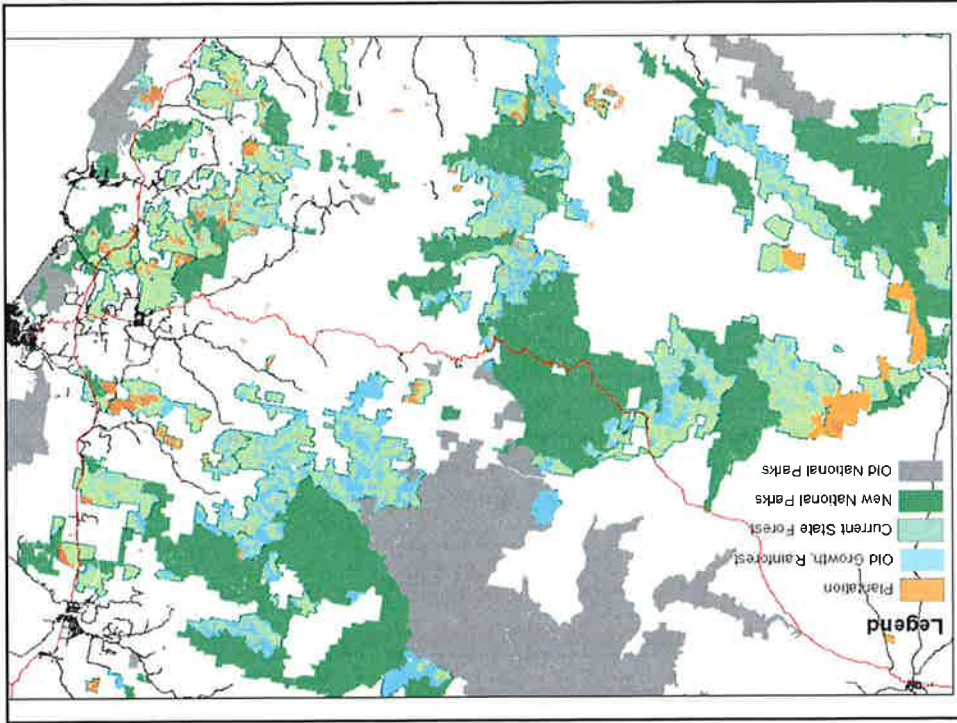 Legend
Plantation
Old Growth, Rainforest
Current State Forest
New National Parks
Old National Parks